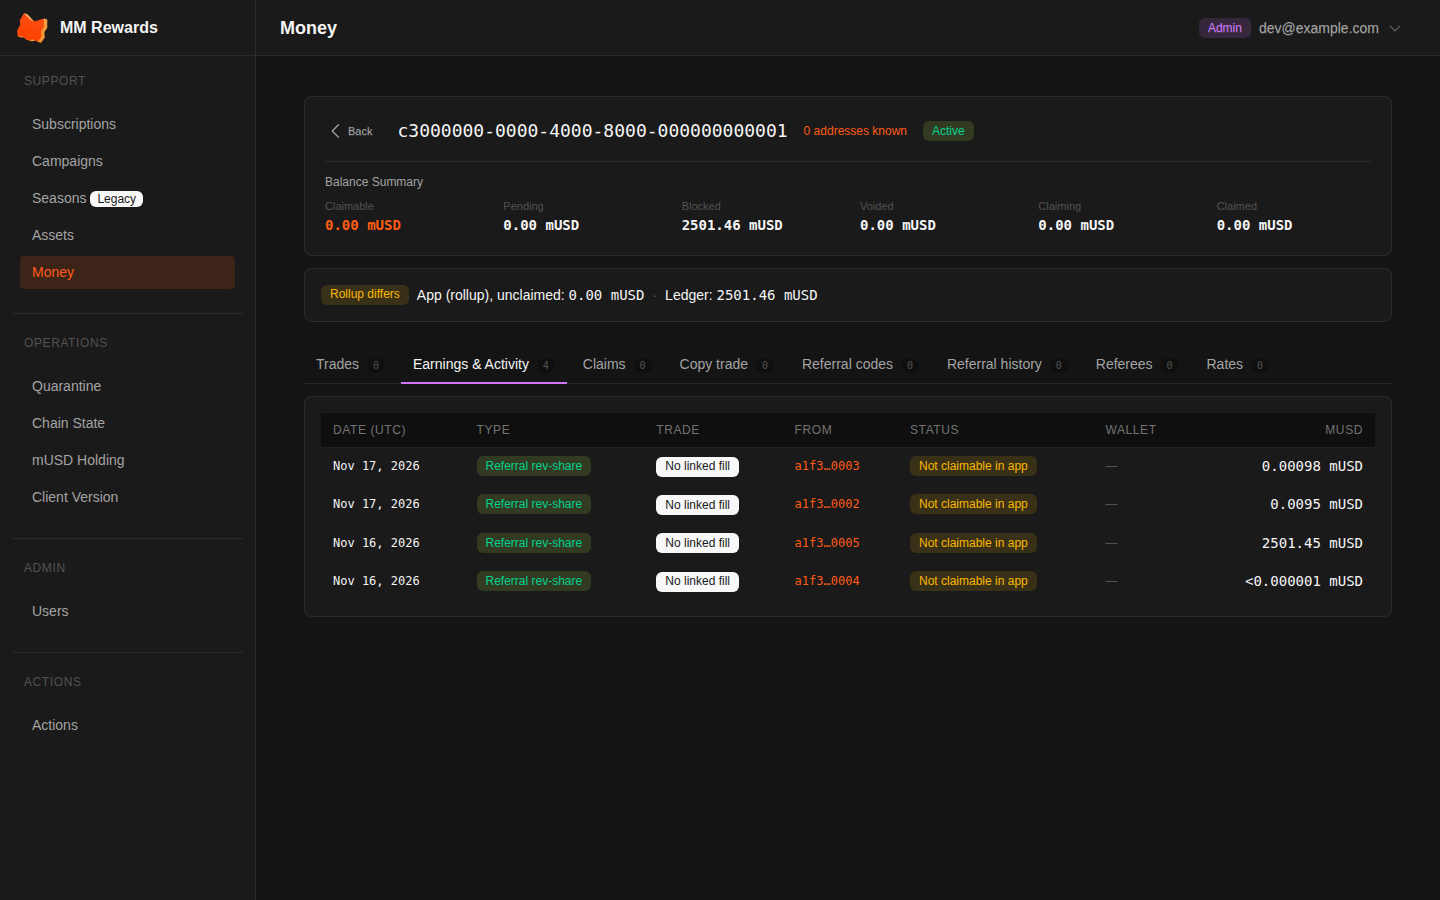 MM Rewards
Money
Admin dev@example.com
SUPPORT
Subscriptions
Campaigns
Seasons Legacy
Assets
Money
OPERATIONS
Quarantine
Chain State
mUSD Holding
Client Version
ADMIN
Users
ACTIONS
Actions
Back c3000000-0000-4000-8000-000000000001 0 addresses known Active
Balance Summary
Claimable Pending Blocked Voided Claiming Claimed
0.00 mUSD 0.00 mUSD 2501.46 mUSD 0.00 mUSD 0.00 mUSD 0.00 mUSD
Rollup differs App (rollup), unclaimed: 0.00 mUSD · Ledger: 2501.46 mUSD
Trades 0 Earnings & Activity 4 Claims 0 Copy trade 0 Referral codes 0 Referral history 0 Referees 0 Rates 0
DATE (UTC) TYPE TRADE FROM STATUS WALLET MUSD
Nov 17, 2026 Referral rev-share No linked fill a1f3…0003 Not claimable in app — 0.00098 mUSD
Nov 17, 2026 Referral rev-share No linked fill a1f3…0002 Not claimable in app — 0.0095 mUSD
Nov 16, 2026 Referral rev-share No linked fill a1f3…0005 Not claimable in app — 2501.45 mUSD
Nov 16, 2026 Referral rev-share No linked fill a1f3…0004 Not claimable in app — <0.000001 mUSD